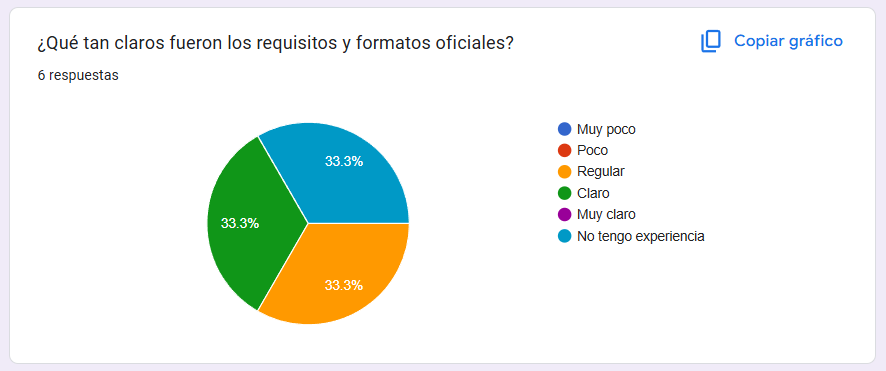 ¿Qué tan claros fueron los requisitos y formatos oficiales?
Copiar gráfico
6 respuestas
33.3%
33.3%
33.3%
Muy poco
Poco
Regular
Claro
Muy claro
No tengo experiencia